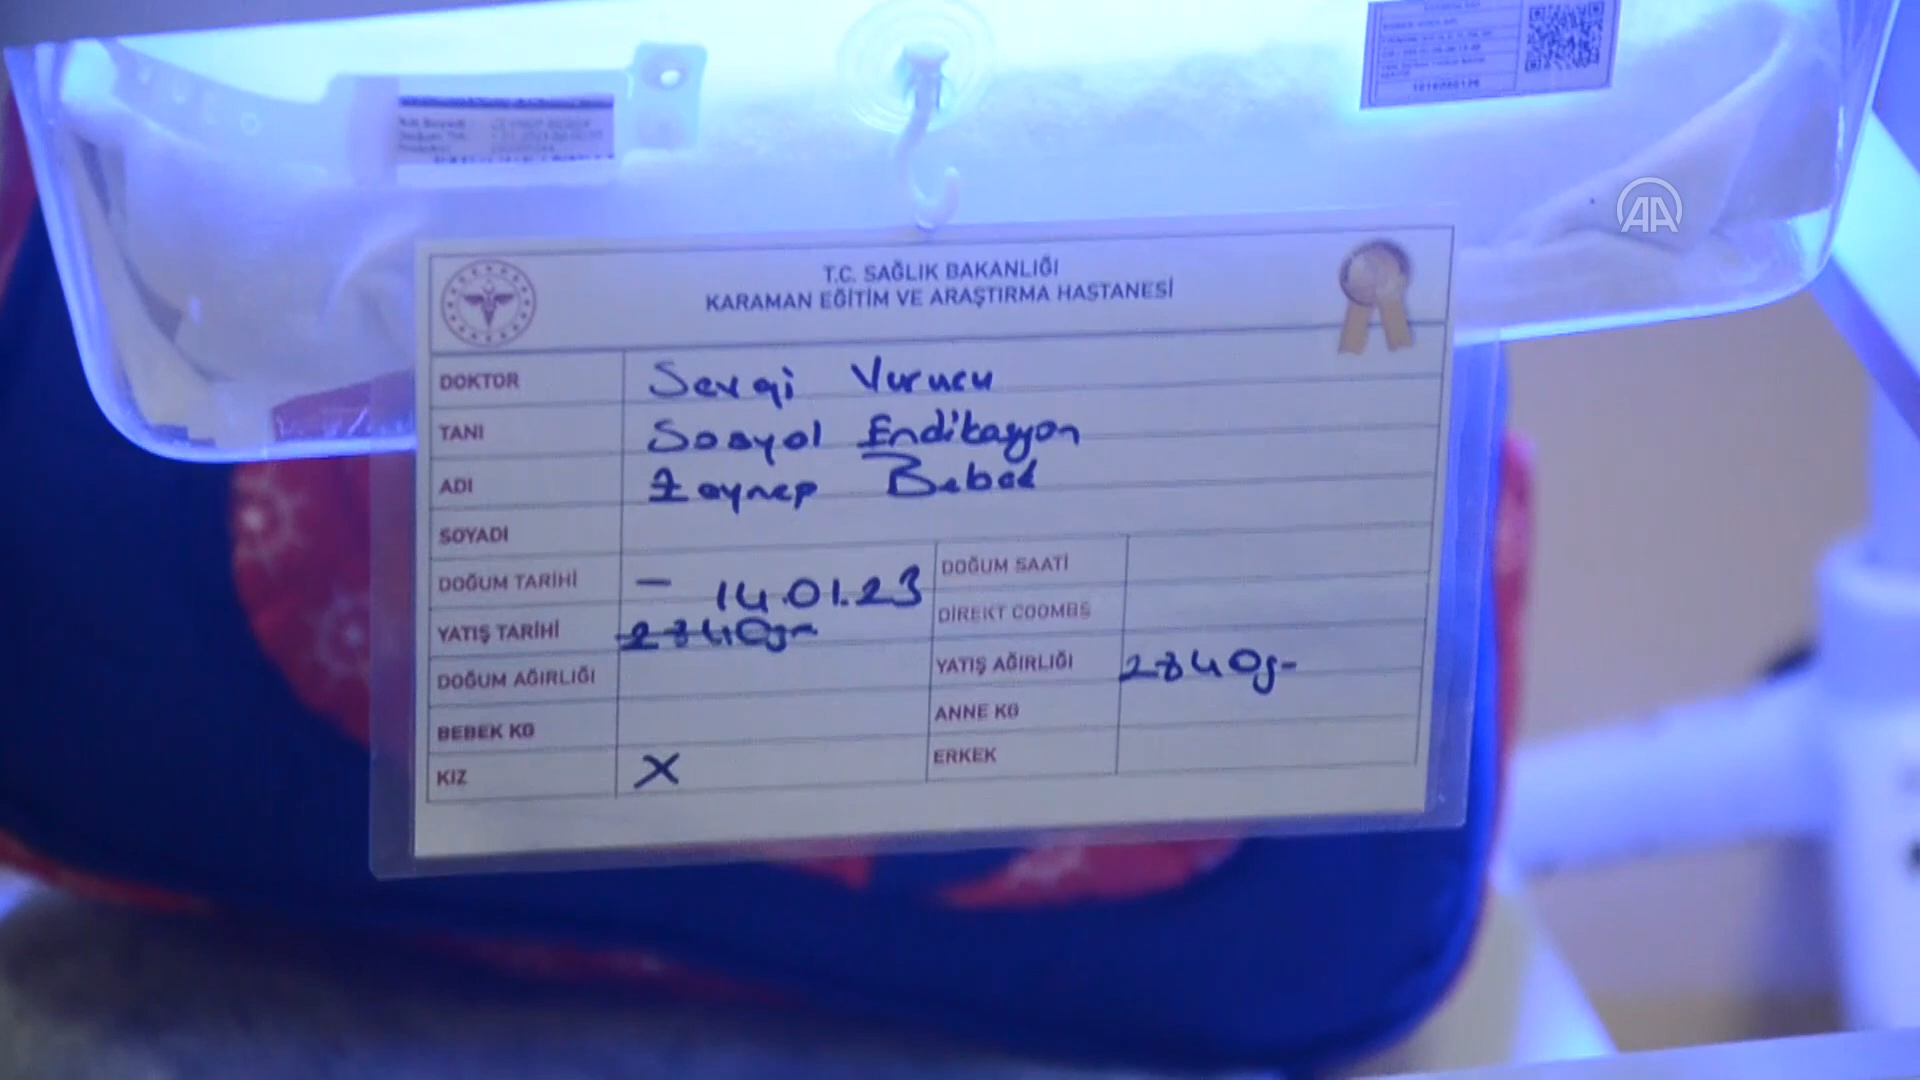 AA
T.C. SAĞLIK BAKANLIĞI
KARAMAN EĞİTİM VE ARAŞTIRMA HASTANESİ
DOKTOR Sevgi Vurucu
TANI Sosyal Endikasyon
ADI Zeynep Bebek
SOYADI
DOĞUM TARİHİ — DOĞUM SAATİ
14.01.23
YATIŞ TARİHİ 2840gr DİREKT COOMBS
DOĞUM AĞIRLIĞI YATIŞ AĞIRLIĞI 2840gr
BEBEK KG ANNE KG
KIZ X ERKEK